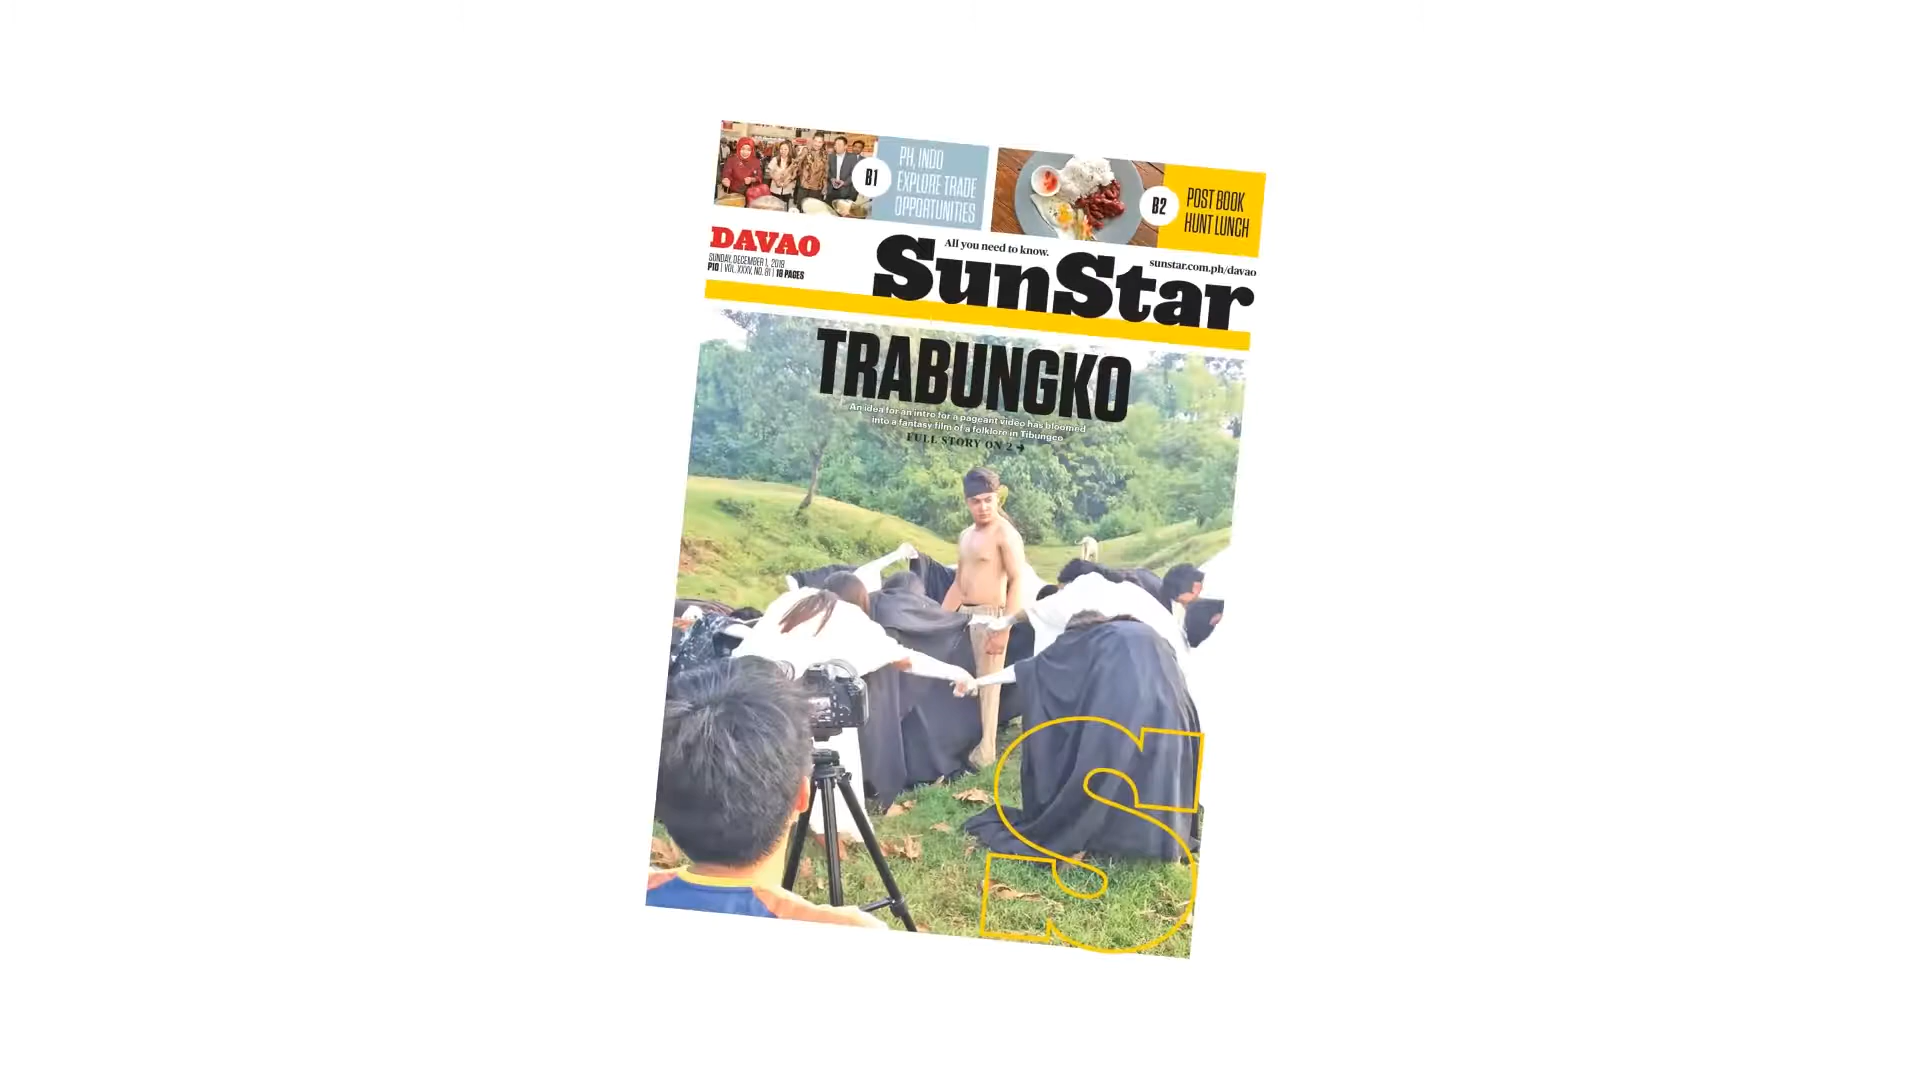 B1
PH, INDO
EXPLORE TRADE
OPPORTUNITIES
B2
POST BOOK
HUNT LUNCH
DAVAO
SUNDAY, DECEMBER 1, 2019
P10 | VOL. XXXV, NO. 81 | 16 PAGES
All you need to know.
sunstar.com.ph/davao
SunStar
TRABUNGKO
An idea for an intro for a pageant video has bloomed
into a fantasy film of a folklore in Tibungco
FULL STORY ON 2 →
S